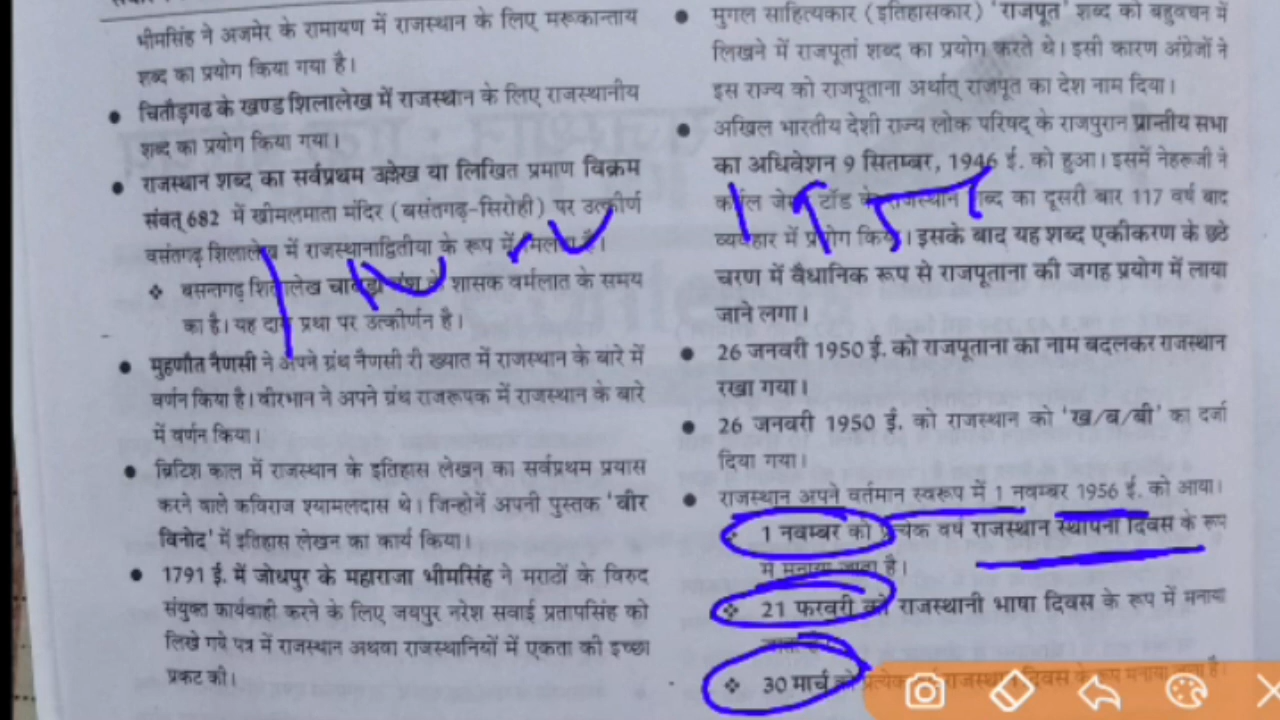 भीमसिंह ने अजमेर के रामायण में राजस्थान के लिए मरूकान्ताय
शब्द का प्रयोग किया गया है।
• चितौड़गढ के खण्ड शिलालेख में राजस्थान के लिए राजस्थानीय
शब्द का प्रयोग किया गया।
• राजस्थान शब्द का सर्वप्रथम उल्लेख या लिखित प्रमाण विक्रम
संवत् 682 में खीमलमाता मंदिर (बसंतगढ़-सिरोही) पर उत्कीर्ण
बसंतगढ़ शिलालेख में राजस्थानाद्वितीया के रूप में
❖ बसन्तगढ़ शिलालेख शासक वर्मलात के समय
का है। यह दास प्रथा पर उत्कीर्णन है।
• मुहणौत नैणसी ने अपने ग्रंथ नैणसी री ख्यात में राजस्थान के बारे में
वर्णन किया है। वीरभान ने अपने ग्रंथ राजरूपक में राजस्थान के बारे
में वर्णन किया।
• ब्रिटिश काल में राजस्थान के इतिहास लेखन का सर्वप्रथम प्रयास
करने वाले कविराज श्यामलदास थे। जिन्होनें अपनी पुस्तक 'वीर
विनोद' में इतिहास लेखन का कार्य किया।
• 1791 ई. में जोधपुर के महाराजा भीमसिंह ने मराठों के विरुद
संयुक्त कार्यवाही करने के लिए जयपुर नरेश सवाई प्रतापसिंह को
लिखे गये पत्र में राजस्थान अथवा राजस्थानियों में एकता की इच्छा
प्रकट की।
• मुगल साहित्यकार (इतिहासकार) 'राजपूत' शब्द को बहुवचन में
लिखने में राजपूतां शब्द का प्रयोग करते थे। इसी कारण अंग्रेजों ने
इस राज्य को राजपूताना अर्थात् राजपूत का देश नाम दिया।
• अखिल भारतीय देशी राज्य लोक परिषद् के राजपुरान प्रान्तीय सभा
का अधिवेशन 9 सितम्बर, 1946 ई. को हुआ। इसमें नेहरूजी ने
कर्नल जेम्स टॉड के राजस्थान शब्द का दूसरी बार 117 वर्ष बाद
व्यवहार में प्रयोग किया। इसके बाद यह शब्द एकीकरण के छठे
चरण में वैधानिक रूप से राजपूताना की जगह प्रयोग में लाया
जाने लगा।
• 26 जनवरी 1950 ई. को राजपूताना का नाम बदलकर राजस्थान
रखा गया।
• 26 जनवरी 1950 ई. को राजस्थान को 'ख/ब/बी' का दर्जा
दिया गया।
• राजस्थान अपने वर्तमान स्वरूप में 1 नवम्बर 1956 ई. को आया।
❖ 1 नवम्बर को प्रत्येक वर्ष राजस्थान स्थापना दिवस के रूप
में मनाया जाता है।
❖ 21 फरवरी को राजस्थानी भाषा दिवस के रूप में मनाया
जाता है।
❖ 30 मार्च को प्रत्येक वर्ष राजस्थान दिवस के रूप मनाया जाता है।